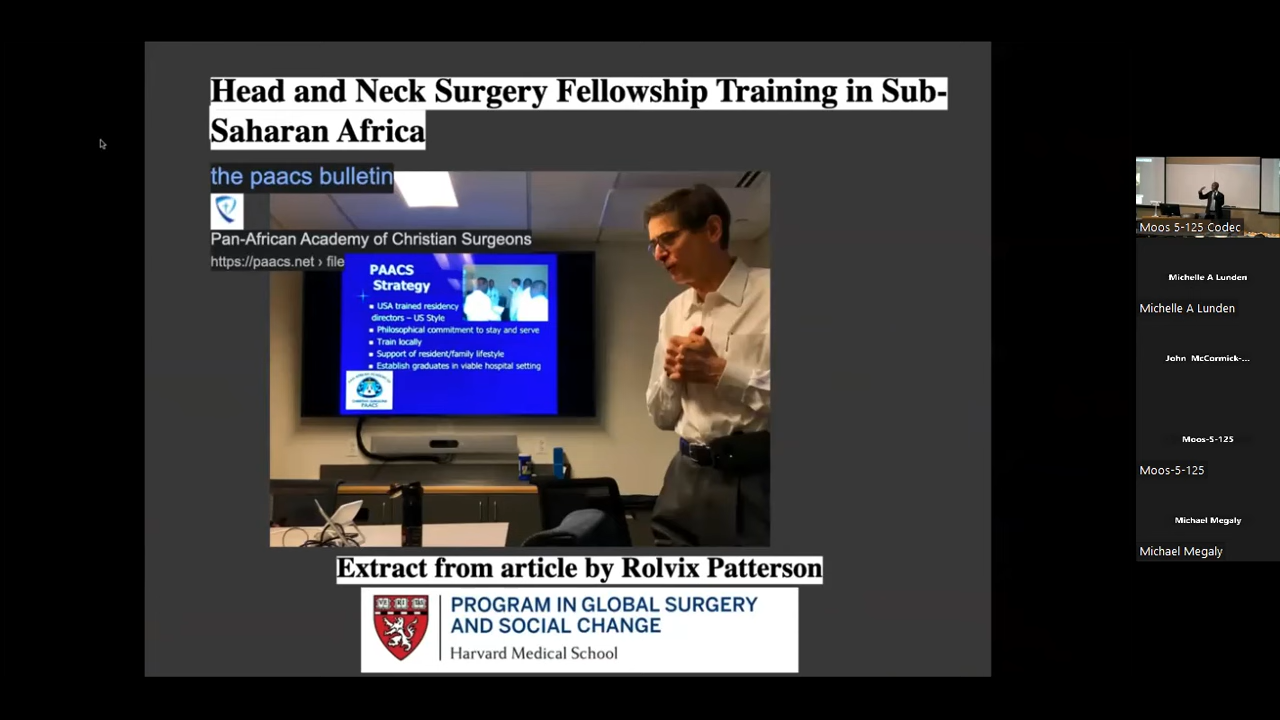 Head and Neck Surgery Fellowship Training in Sub-
Saharan Africa
the paacs bulletin
Pan-African Academy of Christian Surgeons
https://paacs.net › file
PAACS
Strategy
USA trained residency
directors – US Style
Philosophical commitment to stay and serve
Train locally
Support of resident/family lifestyle
Establish graduates in viable hospital setting
PAACS
Extract from article by Rolvix Patterson
VE RI TAS
PROGRAM IN GLOBAL SURGERY
AND SOCIAL CHANGE
Harvard Medical School
Moos 5-125 Codec
Michelle A Lunden
Michelle A Lunden
John McCormick-...
Moos-5-125
Moos-5-125
Michael Megaly
Michael Megaly